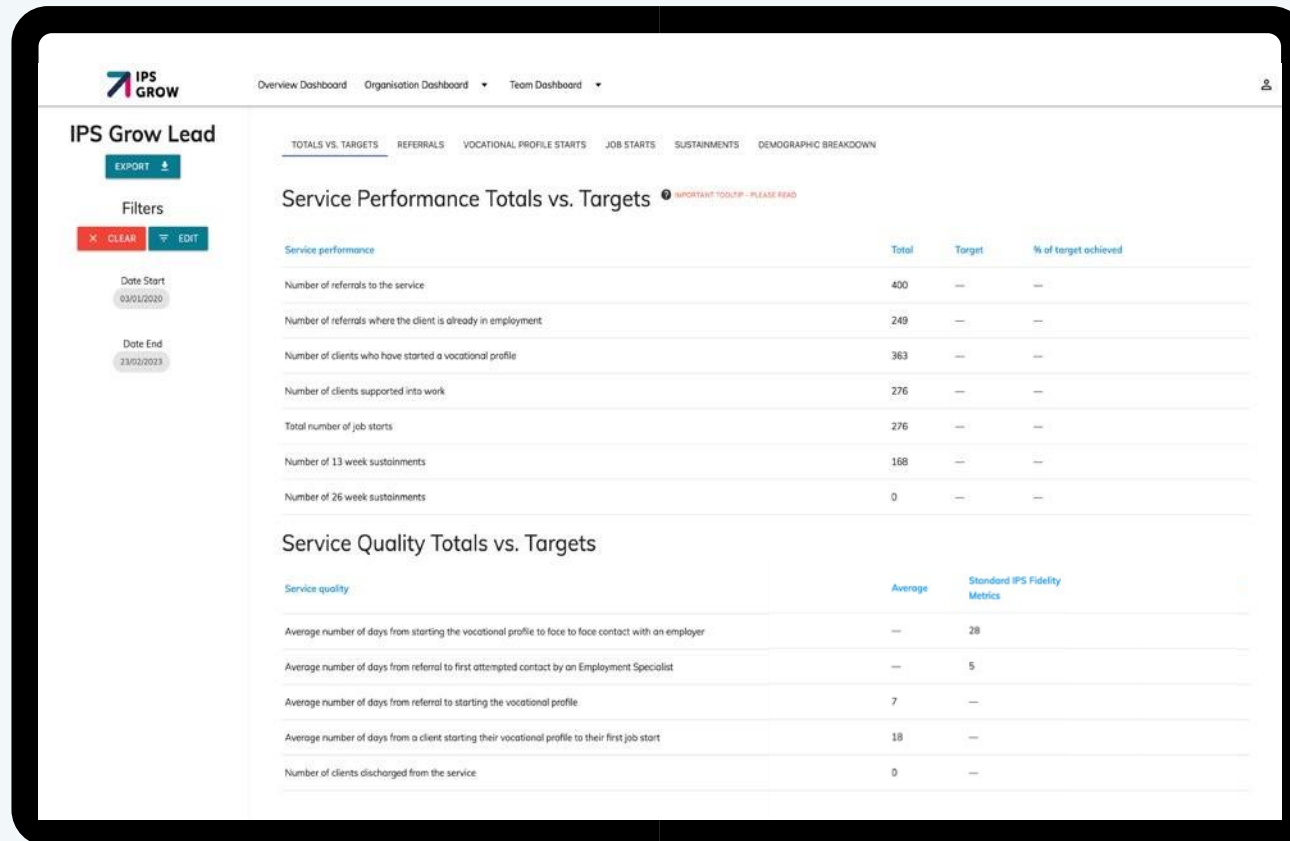 IPS
GROW
Overview Dashboard Organisation Dashboard Team Dashboard
IPS Grow Lead
EXPORT
Filters
CLEAR EDIT
Date Start
03/01/2020
Date End
23/02/2023
TOTALS VS. TARGETS REFERRALS VOCATIONAL PROFILE STARTS JOB STARTS SUSTAINMENTS DEMOGRAPHIC BREAKDOWN
Service Performance Totals vs. Targets ? IMPORTANT TOOLTIP - PLEASE READ
Service performance Total Target % of target achieved
Number of referrals to the service 400 — —
Number of referrals where the client is already in employment 249 — —
Number of clients who have started a vocational profile 363 — —
Number of clients supported into work 276 — —
Total number of job starts 276 — —
Number of 13 week sustainments 168 — —
Number of 26 week sustainments 0 — —
Service Quality Totals vs. Targets
Service quality Average Standard IPS Fidelity
Metrics
Average number of days from starting the vocational profile to face to face contact with an employer — 28
Average number of days from referral to first attempted contact by an Employment Specialist — 5
Average number of days from referral to starting the vocational profile 7 —
Average number of days from a client starting their vocational profile to their first job start 18 —
Number of clients discharged from the service 0 —